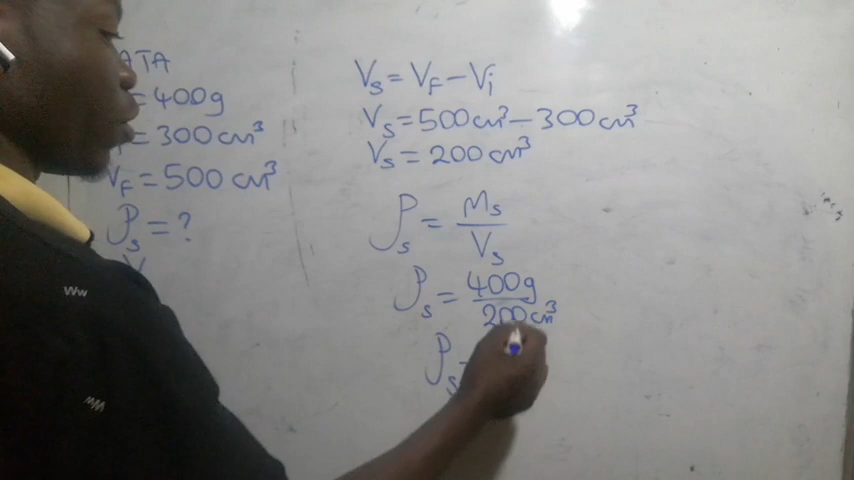 ATA
= 400g
= 300 cm³
V_F = 500 cm³
ρ_s = ?
V
V_s = V_F − V_i
V_s = 500 cm³ − 300 cm³
V_s = 200 cm³
ρ_s = M_s / V_s
ρ_s = 400g / 200 cm³
ρ_s